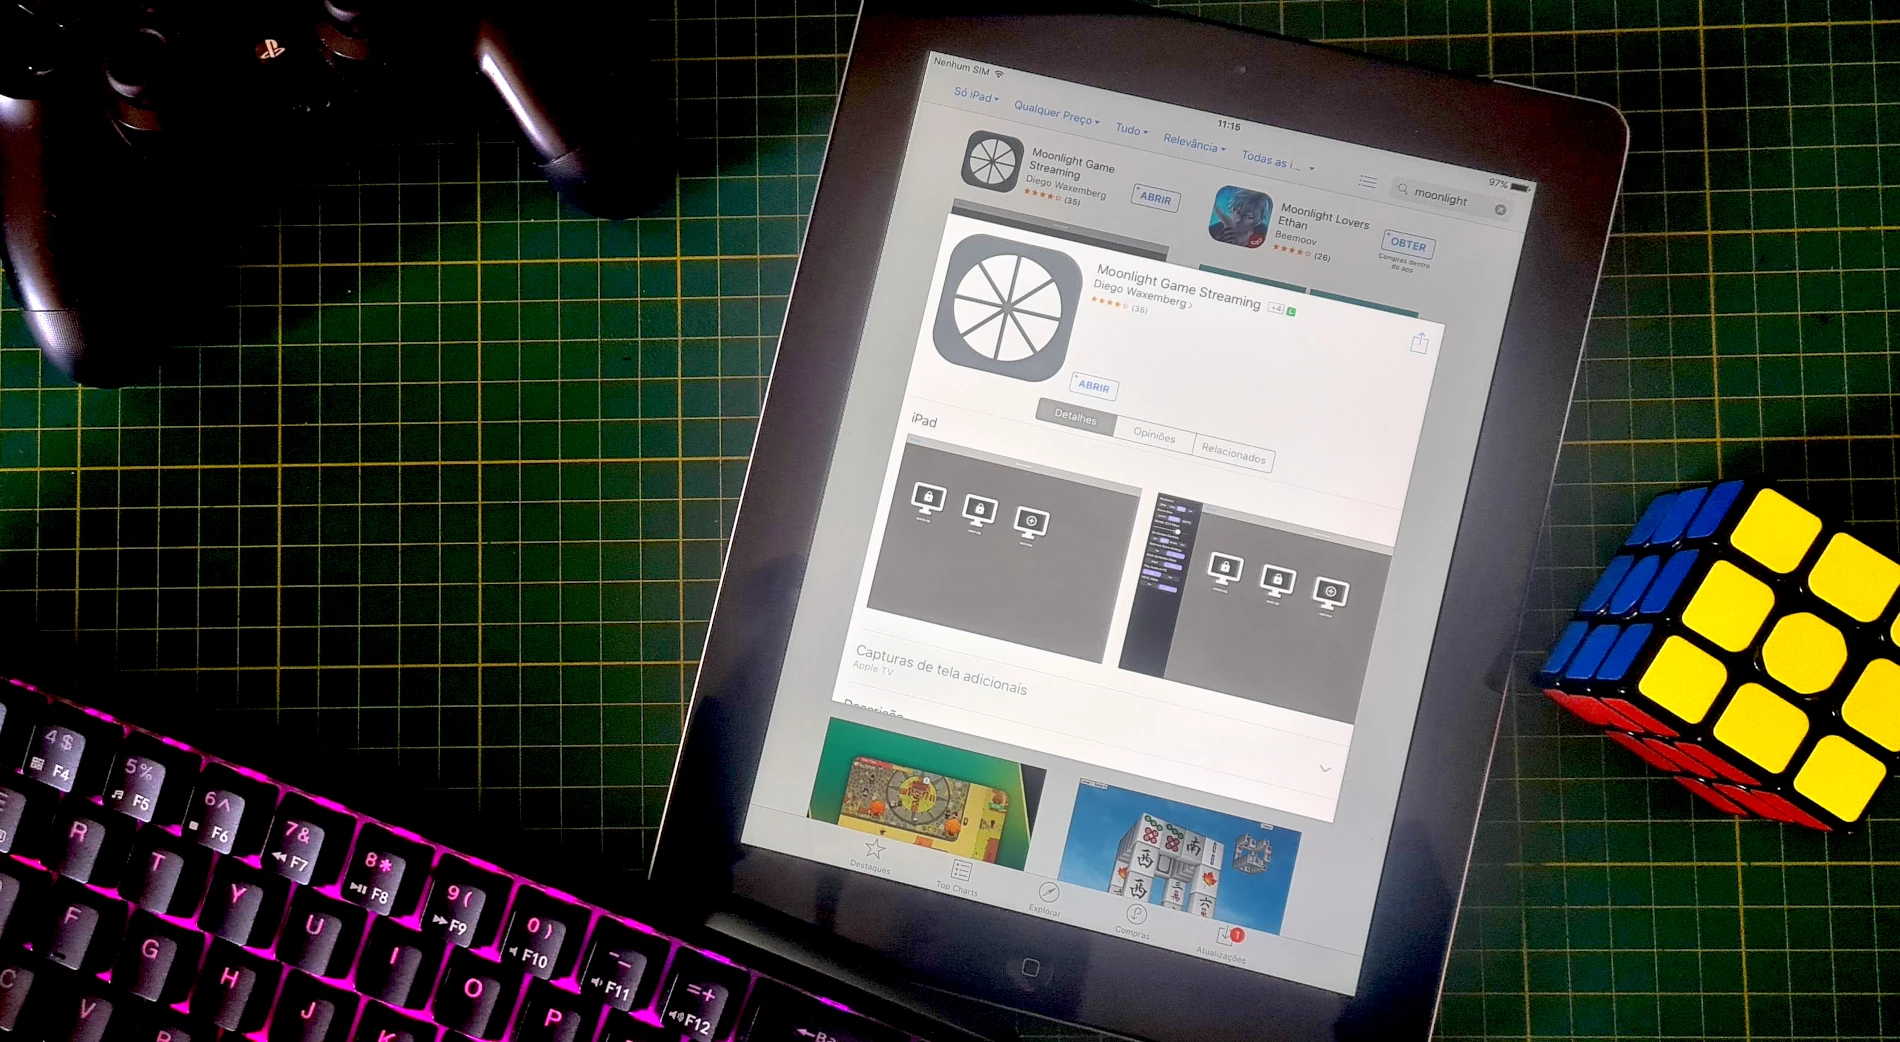 Nenhum SIM
11:15
97%
Só iPad
Qualquer Preço
Tudo
Relevância
Todas as i...
moonlight
Moonlight Game
Streaming
Diego Waxemberg
(35)
ABRIR
Moonlight Lovers
Ethan
Beemoov
(26)
OBTER
Compras dentro
do app
Moonlight Game Streaming
+4
L
Diego Waxemberg
(35)
ABRIR
Detalhes
Opiniões
Relacionados
iPad
Capturas de tela adicionais
Apple TV
Descrição
Destaques
Top Charts
Explorar
Compras
Atualizações
1
西
南
西
4$
F4
5%
F5
6^
F6
7&
F7
8*
F8
9(
F9
0)
F10
-_
F11
=+
F12
R
T
Y
U
I
O
P
F
G
H
J
K
C
V
B